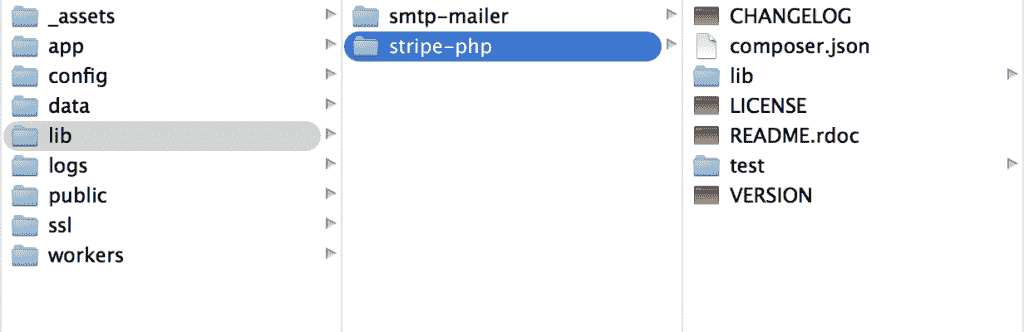 _assets
app
config
data
lib
logs
public
ssl
workers
smtp-mailer
stripe-php
CHANGELOG
composer.json
lib
LICENSE
README.rdoc
test
VERSION